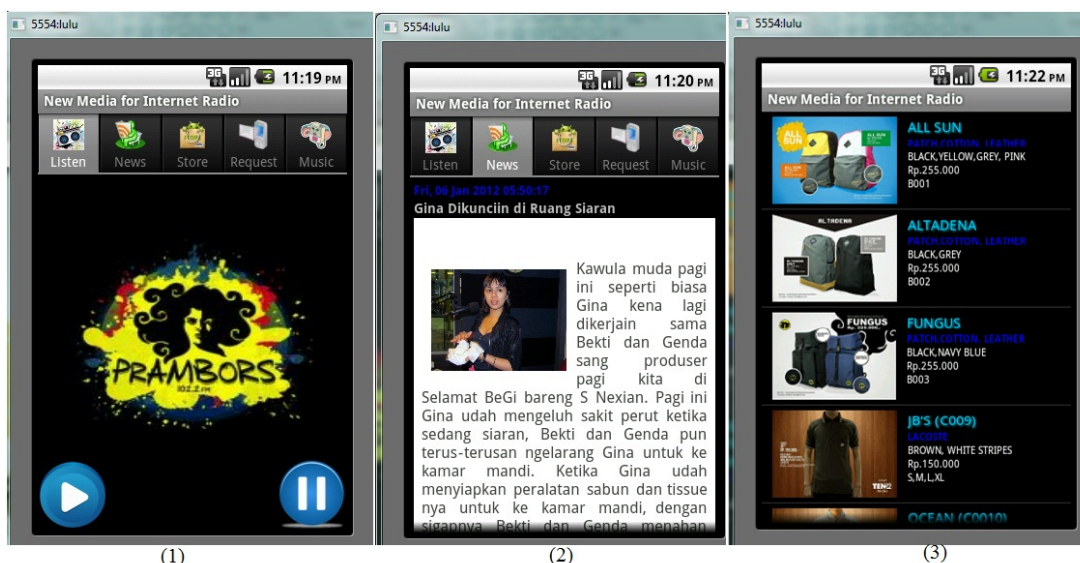 5554:lulu
3G
11:19 PM
New Media for Internet Radio
Listen
News
Store
Request
Music
PRAMBORS
102.2 FM
(1)
5554:lulu
3G
11:20 PM
New Media for Internet Radio
Listen
News
Store
Request
Music
Fri, 06 Jan 2012 05:50:17
Gina Dikunciin di Ruang Siaran
Kawula muda pagi
ini seperti biasa
Gina kena lagi
dikerjain sama
Bekti dan Genda
sang produser
pagi kita di
Selamat BeGi bareng S Nexian. Pagi ini
Gina udah mengeluh sakit perut ketika
sedang siaran, Bekti dan Genda pun
terus-terusan ngelarang Gina untuk ke
kamar mandi. Ketika Gina udah
menyiapkan peralatan sabun dan tissue
nya untuk ke kamar mandi, dengan
sigapnya Bekti dan Genda menahan
(2)
5554:lulu
3G
11:22 PM
New Media for Internet Radio
ALL SUN
ALL SUN
PATCH,COTTON, LEATHER
BLACK,YELLOW,GREY, PINK
Rp.255.000
B001
ALTADENA
ALTADENA
PATCH,COTTON, LEATHER
BLACK,GREY
Rp.255.000
B002
FUNGUS
FUNGUS
PATCH,COTTON, LEATHER
BLACK,NAVY BLUE
Rp.255.000
B003
JB'S (C009)
LACOSTE
BROWN, WHITE STRIPES
Rp.150.000
S,M,L,XL
OCEAN (C0010)
(3)